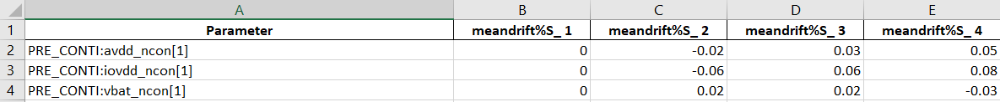 A B C D E
1 Parameter meandrift%S_ 1 meandrift%S_ 2 meandrift%S_ 3 meandrift%S_ 4
2 PRE_CONTI:avdd_ncon[1] 0 -0.02 0.03 0.05
3 PRE_CONTI:iovdd_ncon[1] 0 -0.06 0.06 0.08
4 PRE_CONTI:vbat_ncon[1] 0 0.02 0.02 -0.03